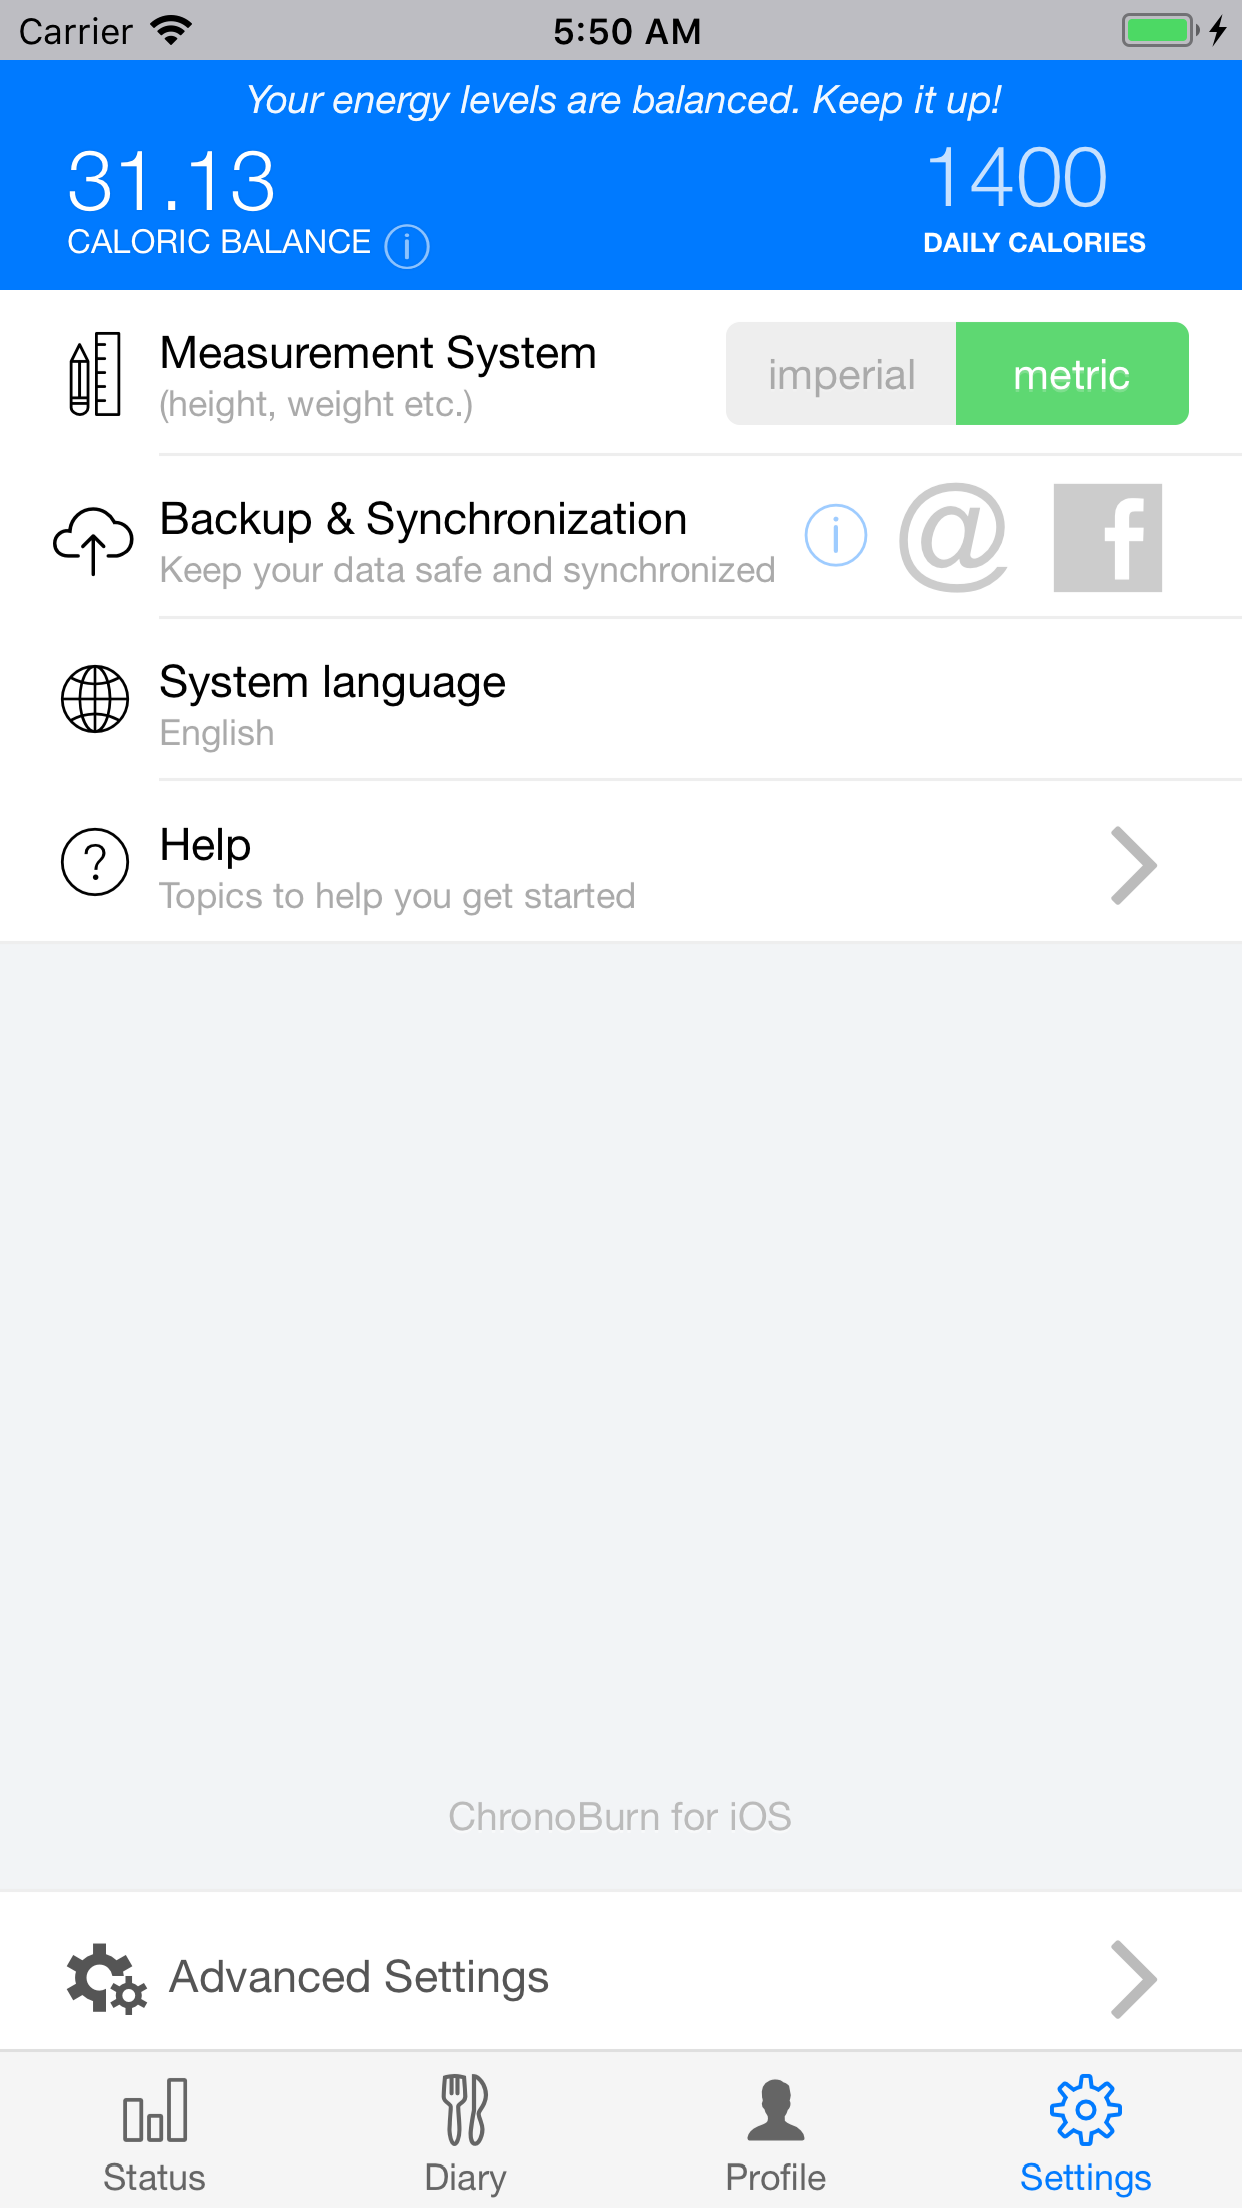 Carrier 5:50 AM
Your energy levels are balanced. Keep it up!
31.13 1400
CALORIC BALANCE i DAILY CALORIES
Measurement System
(height, weight etc.)
imperial metric
Backup & Synchronization
Keep your data safe and synchronized
i @ f
System language
English
? Help
Topics to help you get started
ChronoBurn for iOS
Advanced Settings
Status Diary Profile Settings